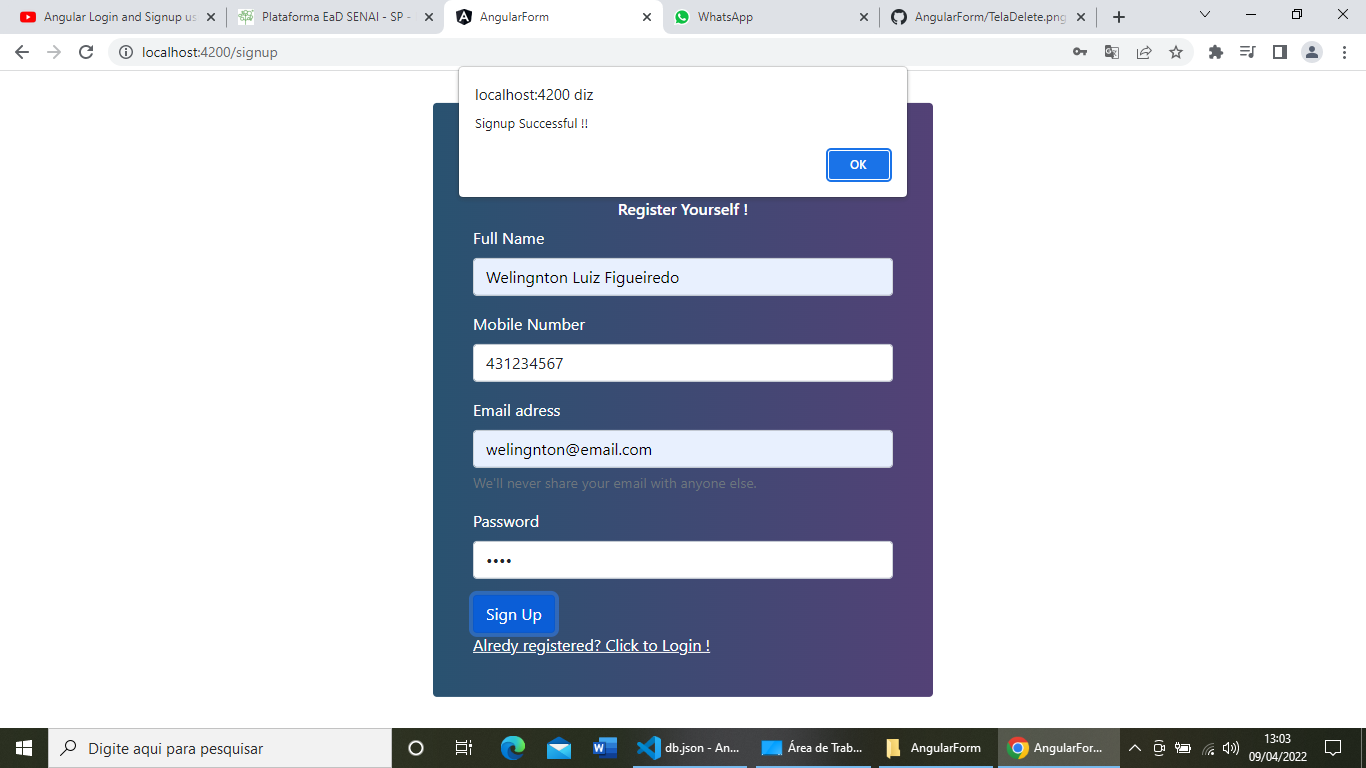 Angular Login and Signup us
Plataforma EaD SENAI - SP -
AngularForm
WhatsApp
AngularForm/TelaDelete.png
localhost:4200/signup
localhost:4200 diz
Signup Successful !!
OK
Register Yourself !
Full Name
Welingnton Luiz Figueiredo
Mobile Number
431234567
Email adress
welingnton@email.com
We'll never share your email with anyone else.
Password
••••
Sign Up
Alredy registered? Click to Login !
Digite aqui para pesquisar
db.json - An...
Área de Trab...
AngularForm
AngularFor...
13:03
09/04/2022